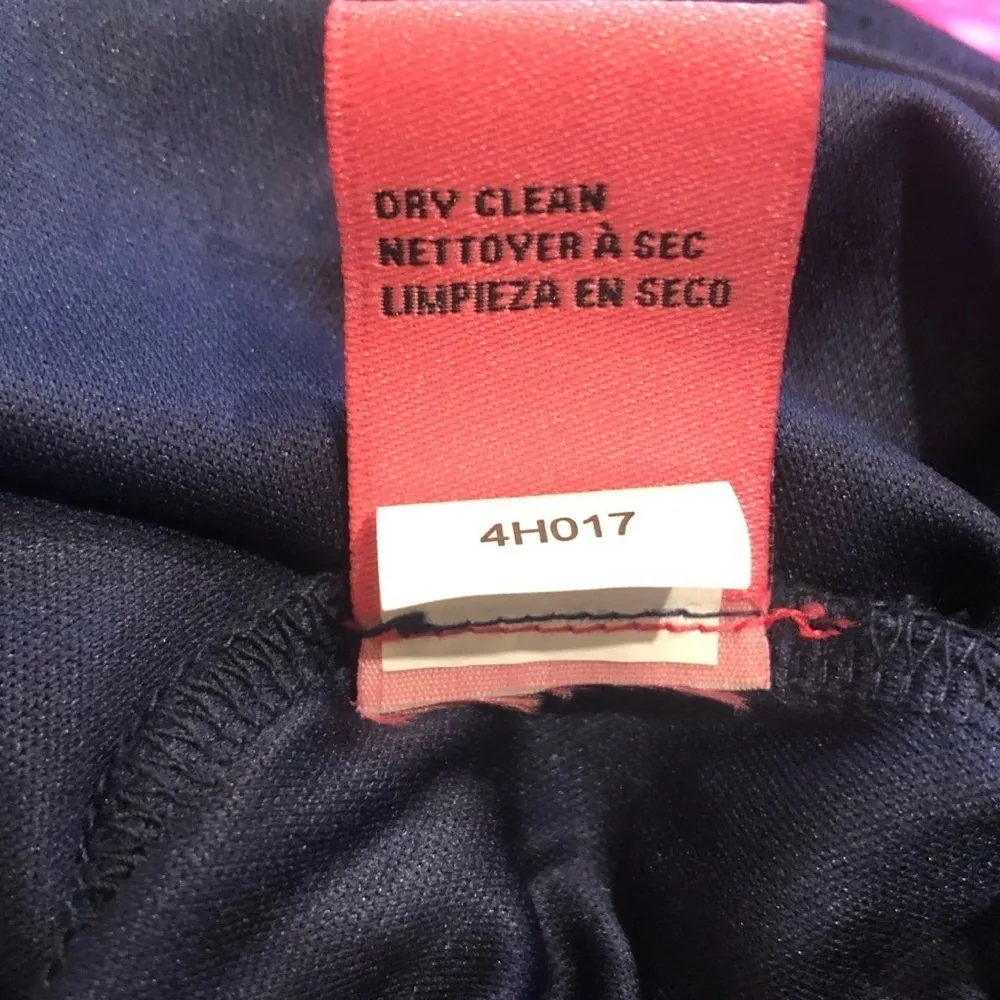 DRY CLEAN
NETTOYER À SEC
LIMPIEZA EN SECO
4H017